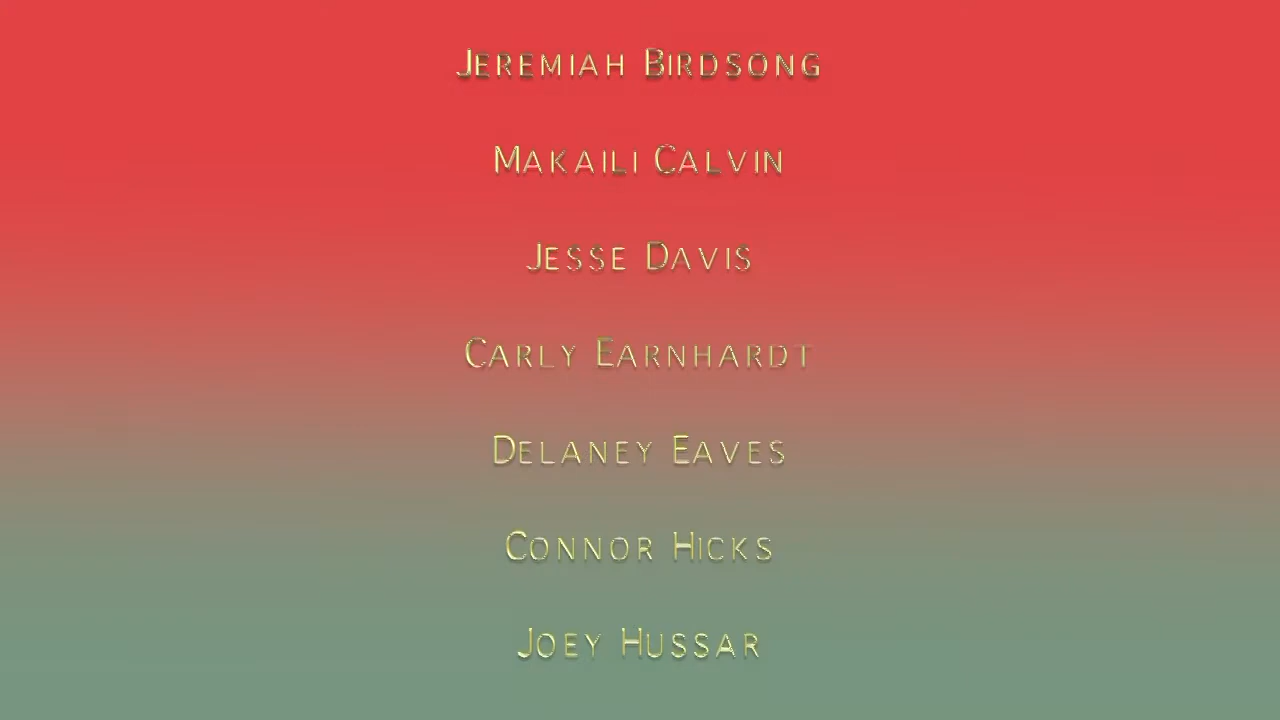 Jeremiah Birdsong
Makaili Calvin
Jesse Davis
Carly Earnhardt
Delaney Eaves
Connor Hicks
Joey Hussar